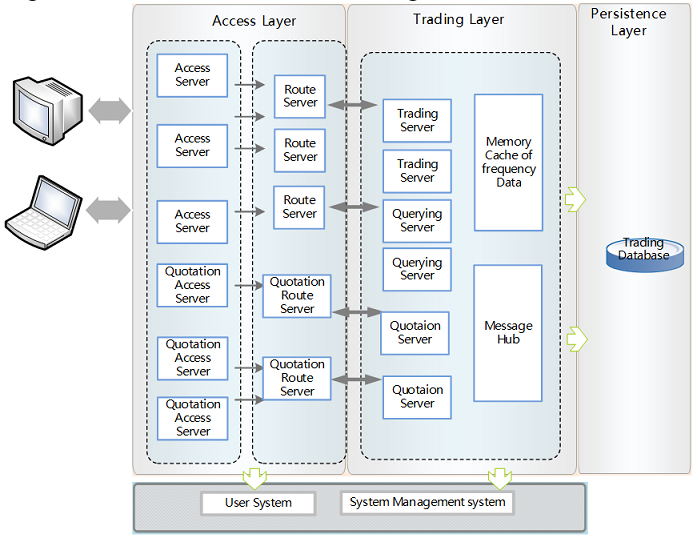 Access Layer
Trading Layer
Persistence
Layer
Access
Server
Access
Server
Access
Server
Quotation
Access
Server
Quotation
Access
Server
Quotation
Access
Server
Route
Server
Route
Server
Route
Server
Quotation
Route
Server
Quotation
Route
Server
Trading
Server
Trading
Server
Querying
Server
Querying
Server
Quotaion
Server
Quotaion
Server
Memory
Cache of
frequency
Data
Message
Hub
Trading
Database
User System
System Management system